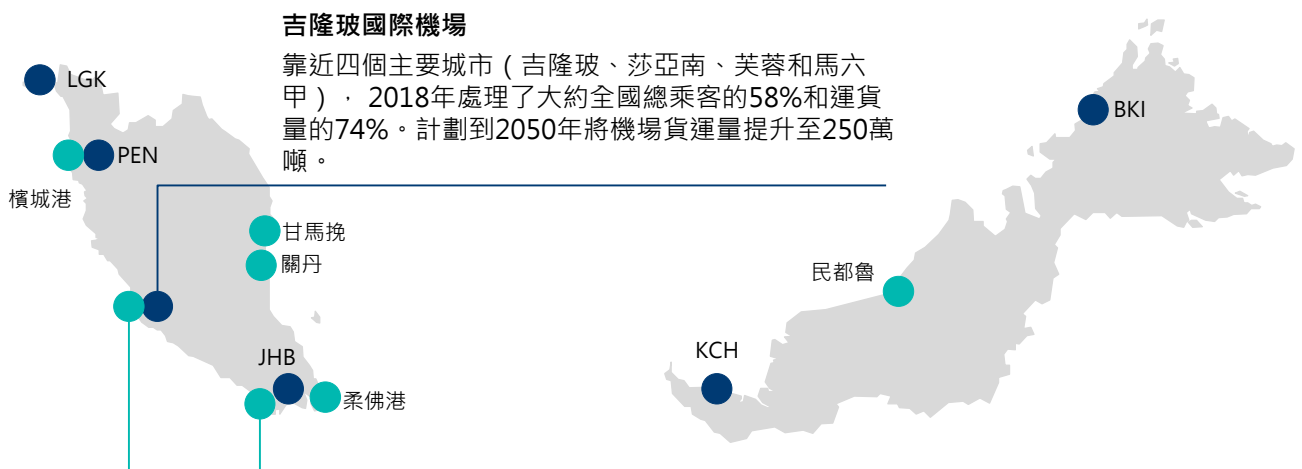 吉隆玻國際機場
靠近四個主要城市（吉隆玻、莎亞南、芙蓉和馬六
甲），2018年處理了大約全國總乘客的58%和運貨
量的74%。計劃到2050年將機場貨運量提升至250萬
噸。
LGK
PEN
檳城港
甘馬挽
關丹
JHB
柔佛港
BKI
民都魯
KCH